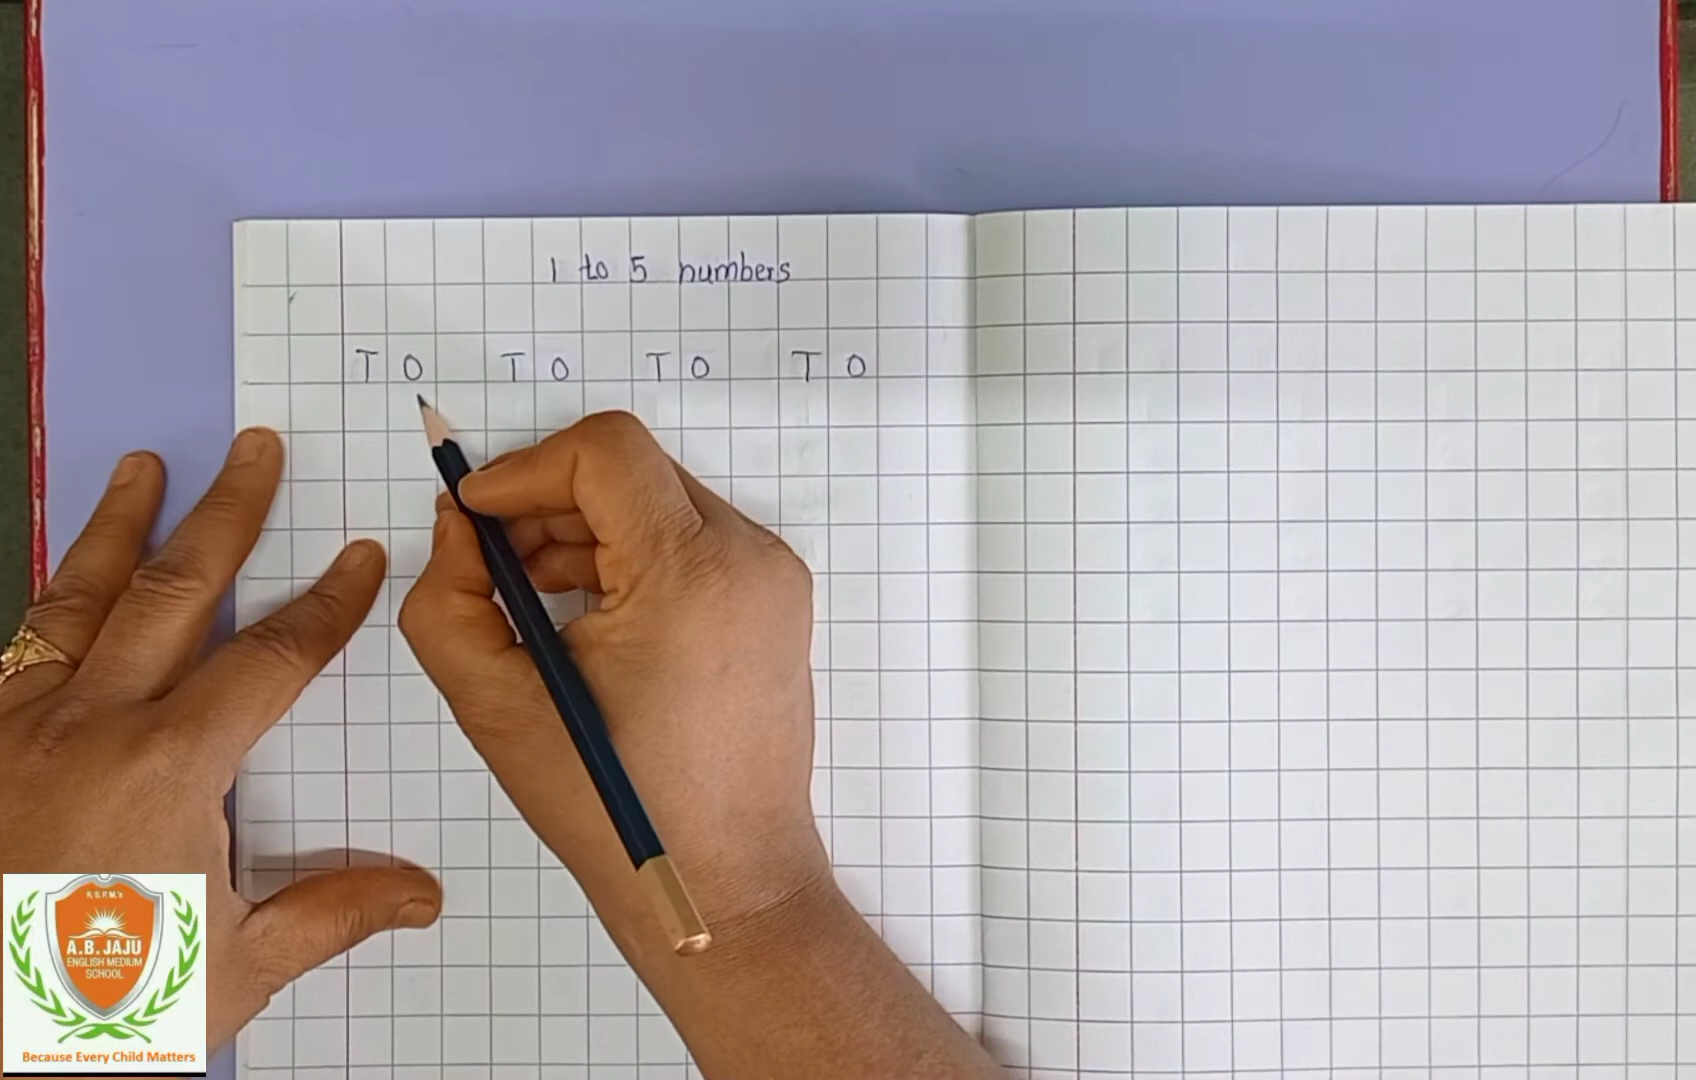 1 to 5 numbers
T O T O T O T O
R.S.P.M.'s
A.B. JAJU
ENGLISH MEDIUM
SCHOOL
Because Every Child Matters